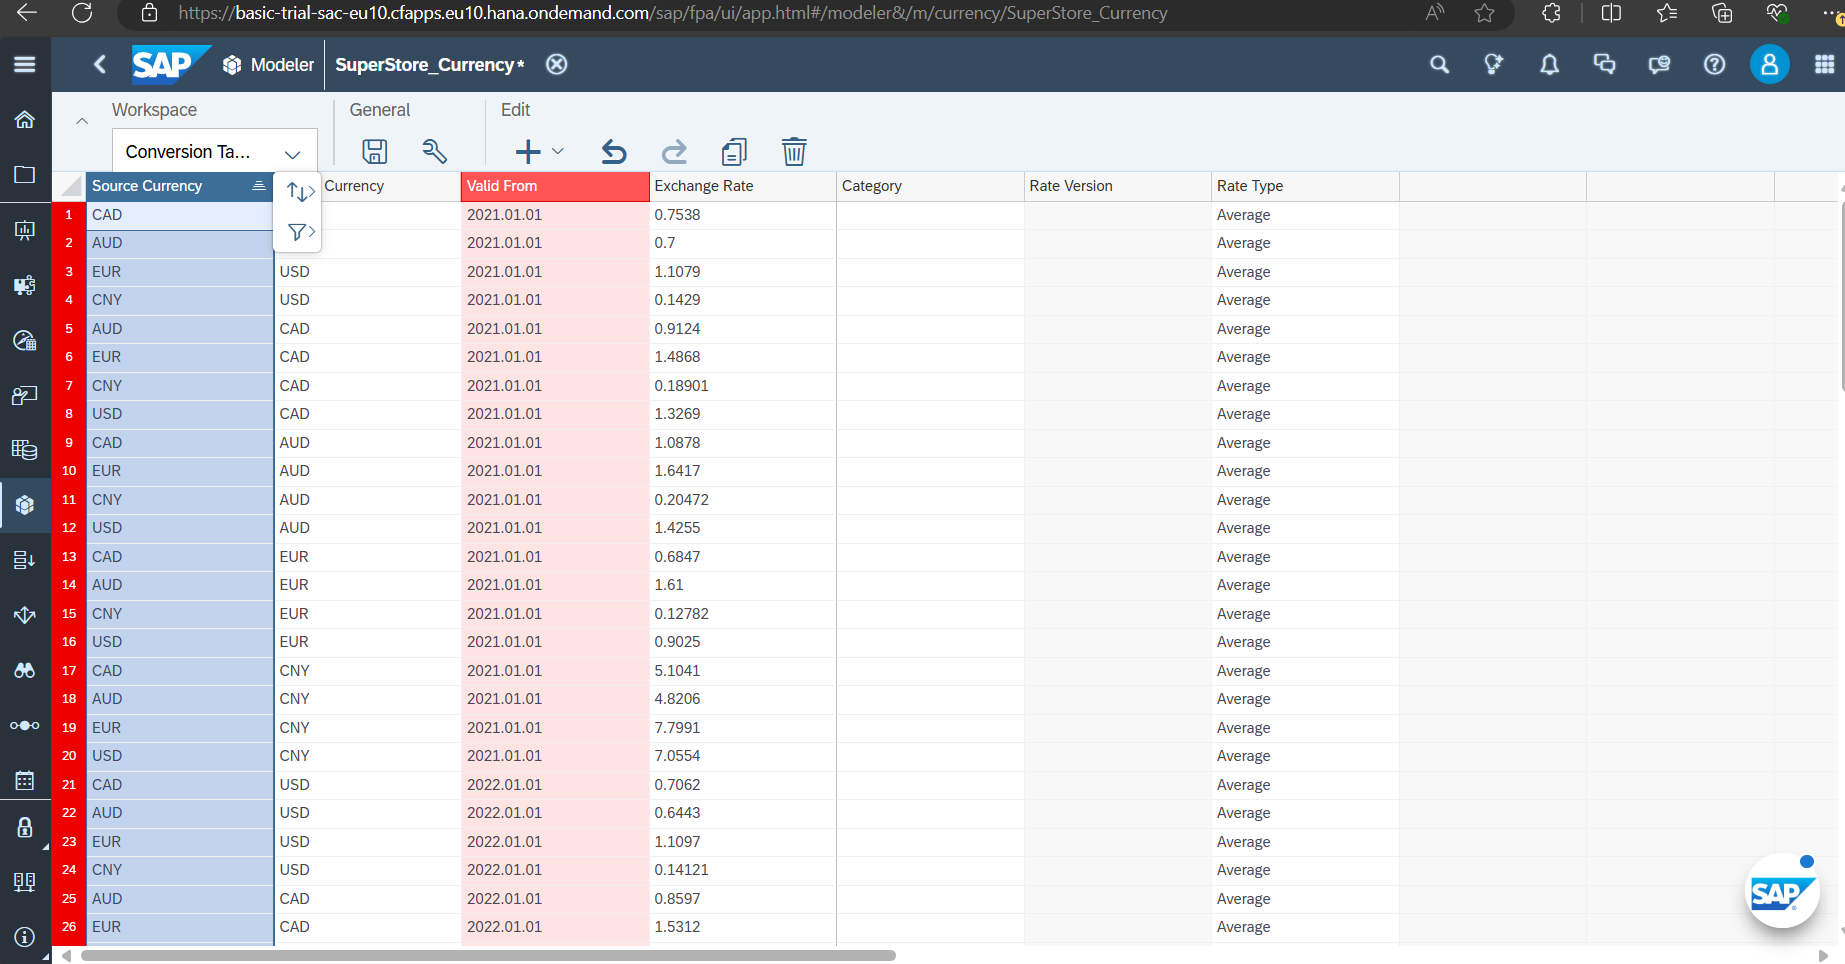 https://basic-trial-sac-eu10.cfapps.eu10.hana.ondemand.com/sap/fpa/ui/app.html#/modeler&/m/currency/SuperStore_Currency
SAP Modeler SuperStore_Currency*
Workspace General Edit
Conversion Ta...
Source Currency Currency Valid From Exchange Rate Category Rate Version Rate Type
1 CAD 2021.01.01 0.7538 Average
2 AUD 2021.01.01 0.7 Average
3 EUR USD 2021.01.01 1.1079 Average
4 CNY USD 2021.01.01 0.1429 Average
5 AUD CAD 2021.01.01 0.9124 Average
6 EUR CAD 2021.01.01 1.4868 Average
7 CNY CAD 2021.01.01 0.18901 Average
8 USD CAD 2021.01.01 1.3269 Average
9 CAD AUD 2021.01.01 1.0878 Average
10 EUR AUD 2021.01.01 1.6417 Average
11 CNY AUD 2021.01.01 0.20472 Average
12 USD AUD 2021.01.01 1.4255 Average
13 CAD EUR 2021.01.01 0.6847 Average
14 AUD EUR 2021.01.01 1.61 Average
15 CNY EUR 2021.01.01 0.12782 Average
16 USD EUR 2021.01.01 0.9025 Average
17 CAD CNY 2021.01.01 5.1041 Average
18 AUD CNY 2021.01.01 4.8206 Average
19 EUR CNY 2021.01.01 7.7991 Average
20 USD CNY 2021.01.01 7.0554 Average
21 CAD USD 2022.01.01 0.7062 Average
22 AUD USD 2022.01.01 0.6443 Average
23 EUR USD 2022.01.01 1.1097 Average
24 CNY USD 2022.01.01 0.14121 Average
25 AUD CAD 2022.01.01 0.8597 Average
26 EUR CAD 2022.01.01 1.5312 Average
SAP